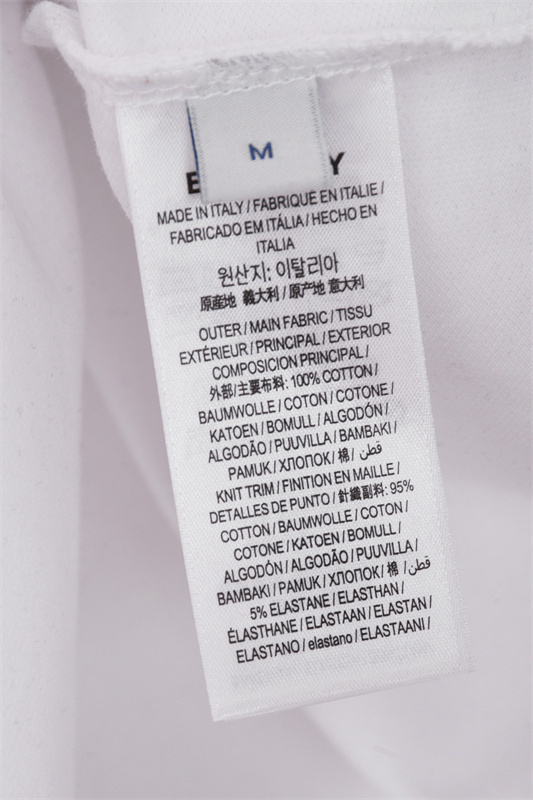 M
MADE IN ITALY / FABRIQUÉ EN ITALIE /
FABRICADO EM ITÁLIA / HECHO EN
ITALIA
원산지: 이탈리아
原産地 義大利 / 原产地 意大利
OUTER / MAIN FABRIC / TISSU
EXTÉRIEUR / PRINCIPAL / EXTERIOR
COMPOSICION PRINCIPAL /
外部/主要布料: 100% COTTON /
BAUMWOLLE / COTON / COTONE /
KATOEN / BOMULL / ALGODÓN /
ALGODÃO / PUUVILLA / BAMBAKI /
PAMUK / ХЛОПОК / 棉 / قطن /
KNIT TRIM / FINITION EN MAILLE /
DETALLES DE PUNTO / 針織副料: 95%
COTTON / BAUMWOLLE / COTON /
COTONE / KATOEN / BOMULL /
ALGODÓN / ALGODÃO / PUUVILLA /
BAMBAKI / PAMUK / ХЛОПОК / 棉 / قطن /
5% ELASTANE / ELASTHAN /
ÉLASTHANE / ELASTAAN / ELASTAN /
ELASTANO / elastano / ELASTAANI /